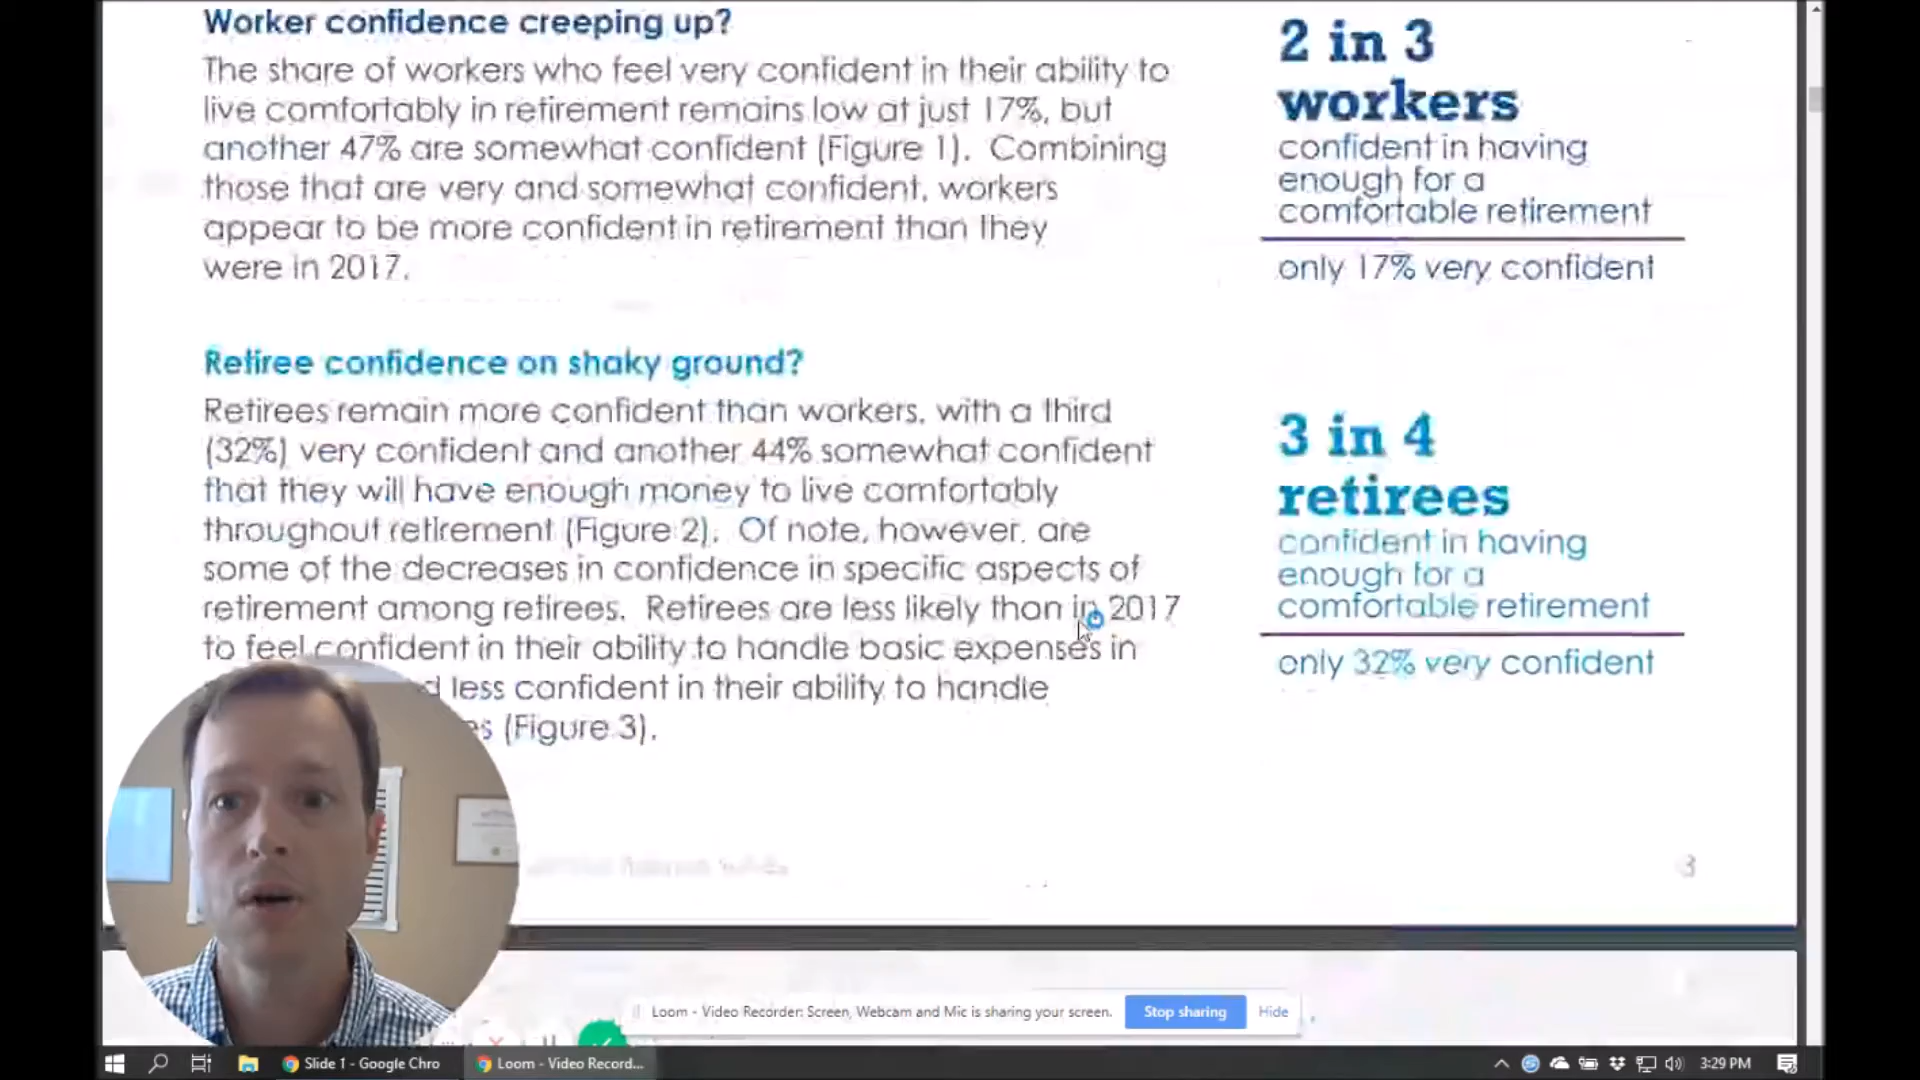 Worker confidence creeping up?
The share of workers who feel very confident in their ability to
live comfortably in retirement remains low at just 17%, but
another 47% are somewhat confident (Figure 1). Combining
those that are very and somewhat confident, workers
appear to be more confident in retirement than they
were in 2017.
2 in 3
workers
confident in having
enough for a
comfortable retirement
only 17% very confident
Retiree confidence on shaky ground?
Retirees remain more confident than workers, with a third
(32%) very confident and another 44% somewhat confident
that they will have enough money to live comfortably
throughout retirement (Figure 2). Of note, however, are
some of the decreases in confidence in specific aspects of
retirement among retirees. Retirees are less likely than in 2017
to feel confident in their ability to handle basic expenses in
less confident in their ability to handle
(Figure 3).
3 in 4
retirees
confident in having
enough for a
comfortable retirement
only 32% very confident
3
Loom - Video Recorder: Screen, Webcam and Mic is sharing your screen.
Stop sharing
Hide
Slide 1 - Google Chro
Loom - Video Record...
3:29 PM